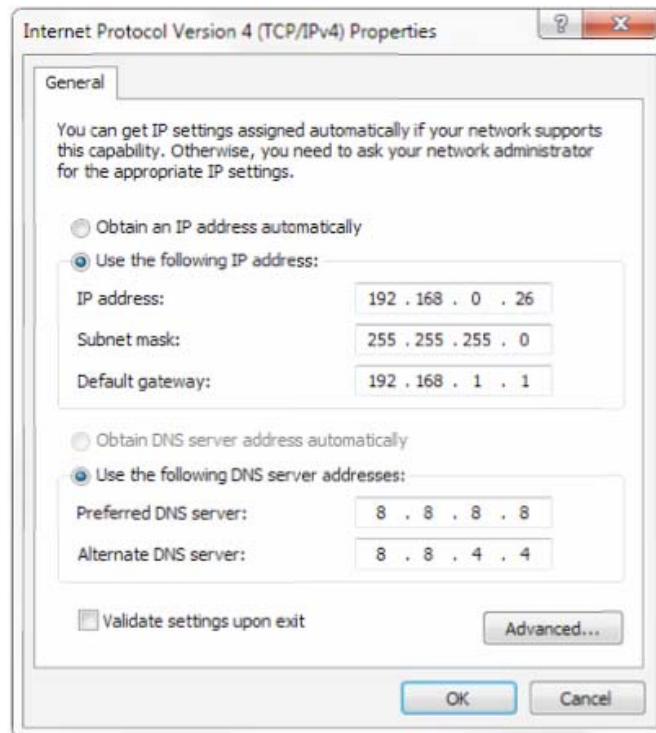 Internet Protocol Version 4 (TCP/IPv4) Properties
General
You can get IP settings assigned automatically if your network supports
this capability. Otherwise, you need to ask your network administrator
for the appropriate IP settings.
Obtain an IP address automatically
Use the following IP address:
IP address: 192 . 168 . 0 . 26
Subnet mask: 255 . 255 . 255 . 0
Default gateway: 192 . 168 . 1 . 1
Obtain DNS server address automatically
Use the following DNS server addresses:
Preferred DNS server: 8 . 8 . 8 . 8
Alternate DNS server: 8 . 8 . 4 . 4
Validate settings upon exit
Advanced...
OK Cancel